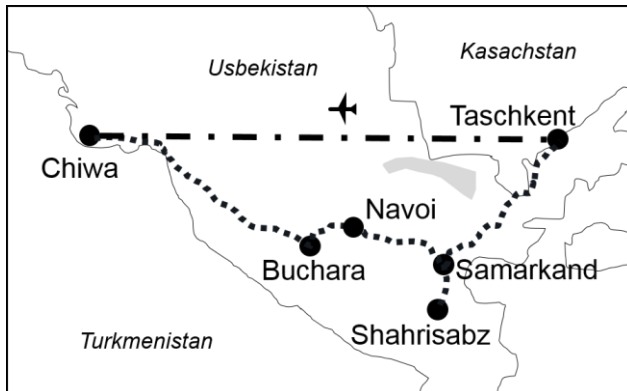 Kasachstan
Usbekistan
Taschkent
Chiwa
Navoi
Buchara
Samarkand
Shahrisabz
Turkmenistan